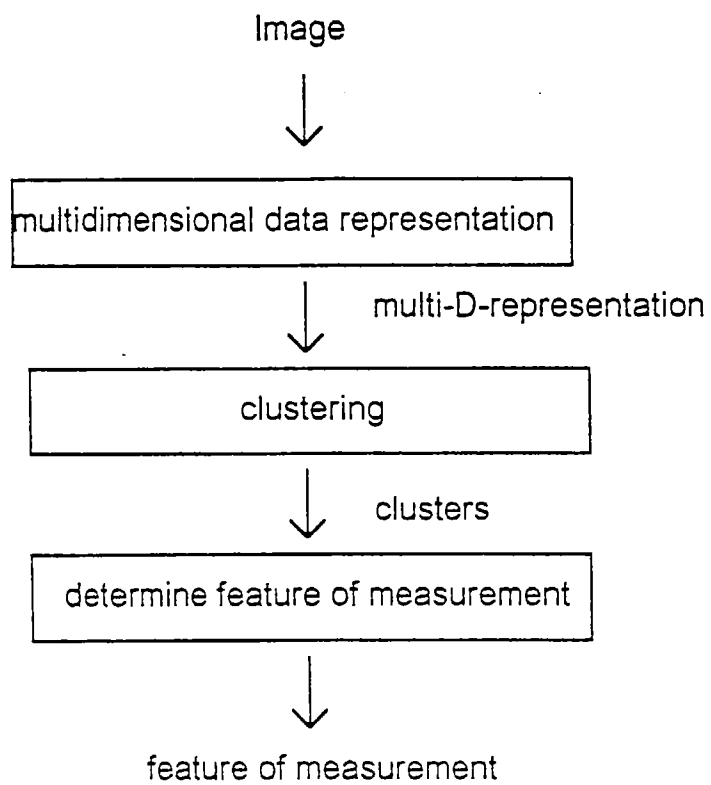 Image
multidimensional data representation
multi-D-representation
clustering
clusters
determine feature of measurement
feature of measurement